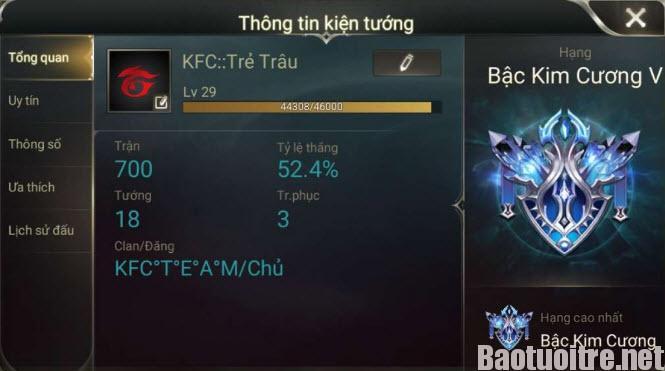 Thông tin kiện tướng
Tổng quan
Uy tín
Thông số
Ưa thích
Lịch sử đấu
KFC::Trẻ Trâu
Lv 29
44308/46000
Trận
Tỷ lệ thắng
700
52.4%
Tướng
Tr.phục
18
3
Clan/Đăng
KFC°T°E°A°M/Chủ
Hạng
Bậc Kim Cương V
Hạng cao nhất
Bậc Kim Cương
Baotuoitre.net